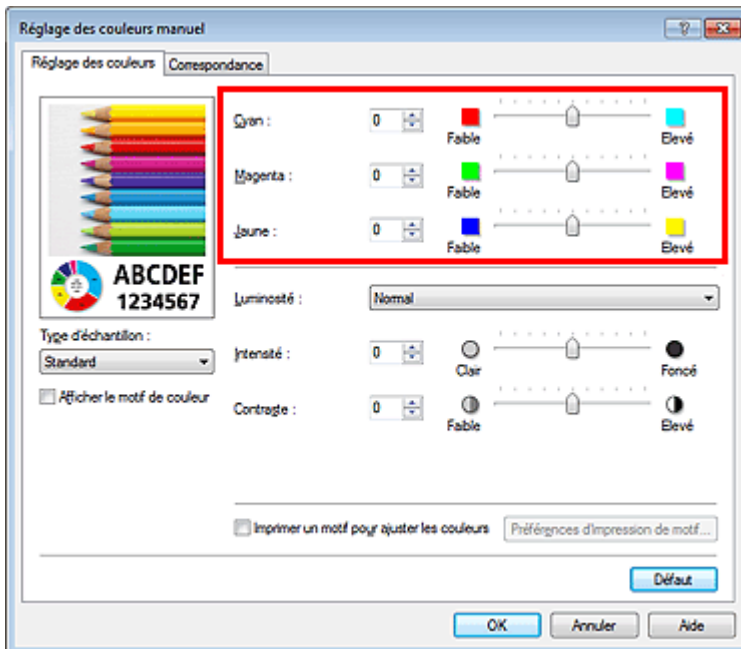 Réglage des couleurs manuel
Réglage des couleurs
Correspondance
Cyan :
0
Faible
Elevé
Magenta :
0
Faible
Elevé
Jaune :
0
Faible
Elevé
ABCDEF
1234567
Luminosité :
Normal
Type d'échantillon :
Standard
Intensité :
0
Clair
Foncé
Afficher le motif de couleur
Contraste :
0
Faible
Elevé
Imprimer un motif pour ajuster les couleurs
Préférences d'impression de motif...
Défaut
OK
Annuler
Aide